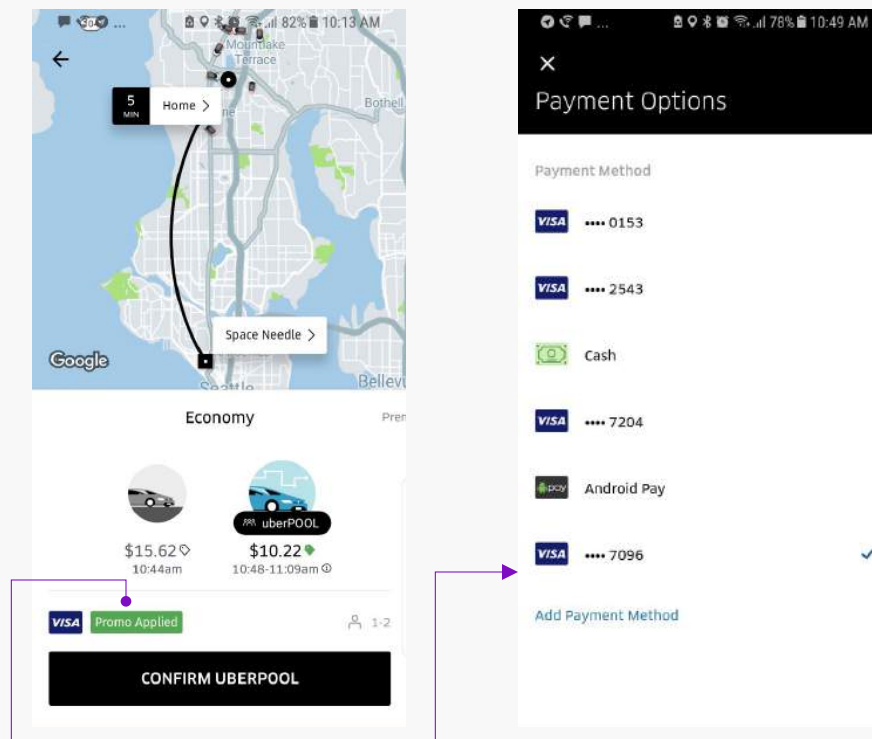 82% 10:13 AM
Mountlake
Terrace
5
MIN
Home >
Bothell
Space Needle >
Google
Seattle
Economy
uberPOOL
$15.62
$10.22
10:44am
10:48-11:09am
VISA Promo Applied
1-2
CONFIRM UBERPOOL
... 78% 10:49 AM
Payment Options
Payment Method
VISA •••• 0153
VISA •••• 2543
Cash
VISA •••• 7204
pay Android Pay
VISA •••• 7096
Add Payment Method